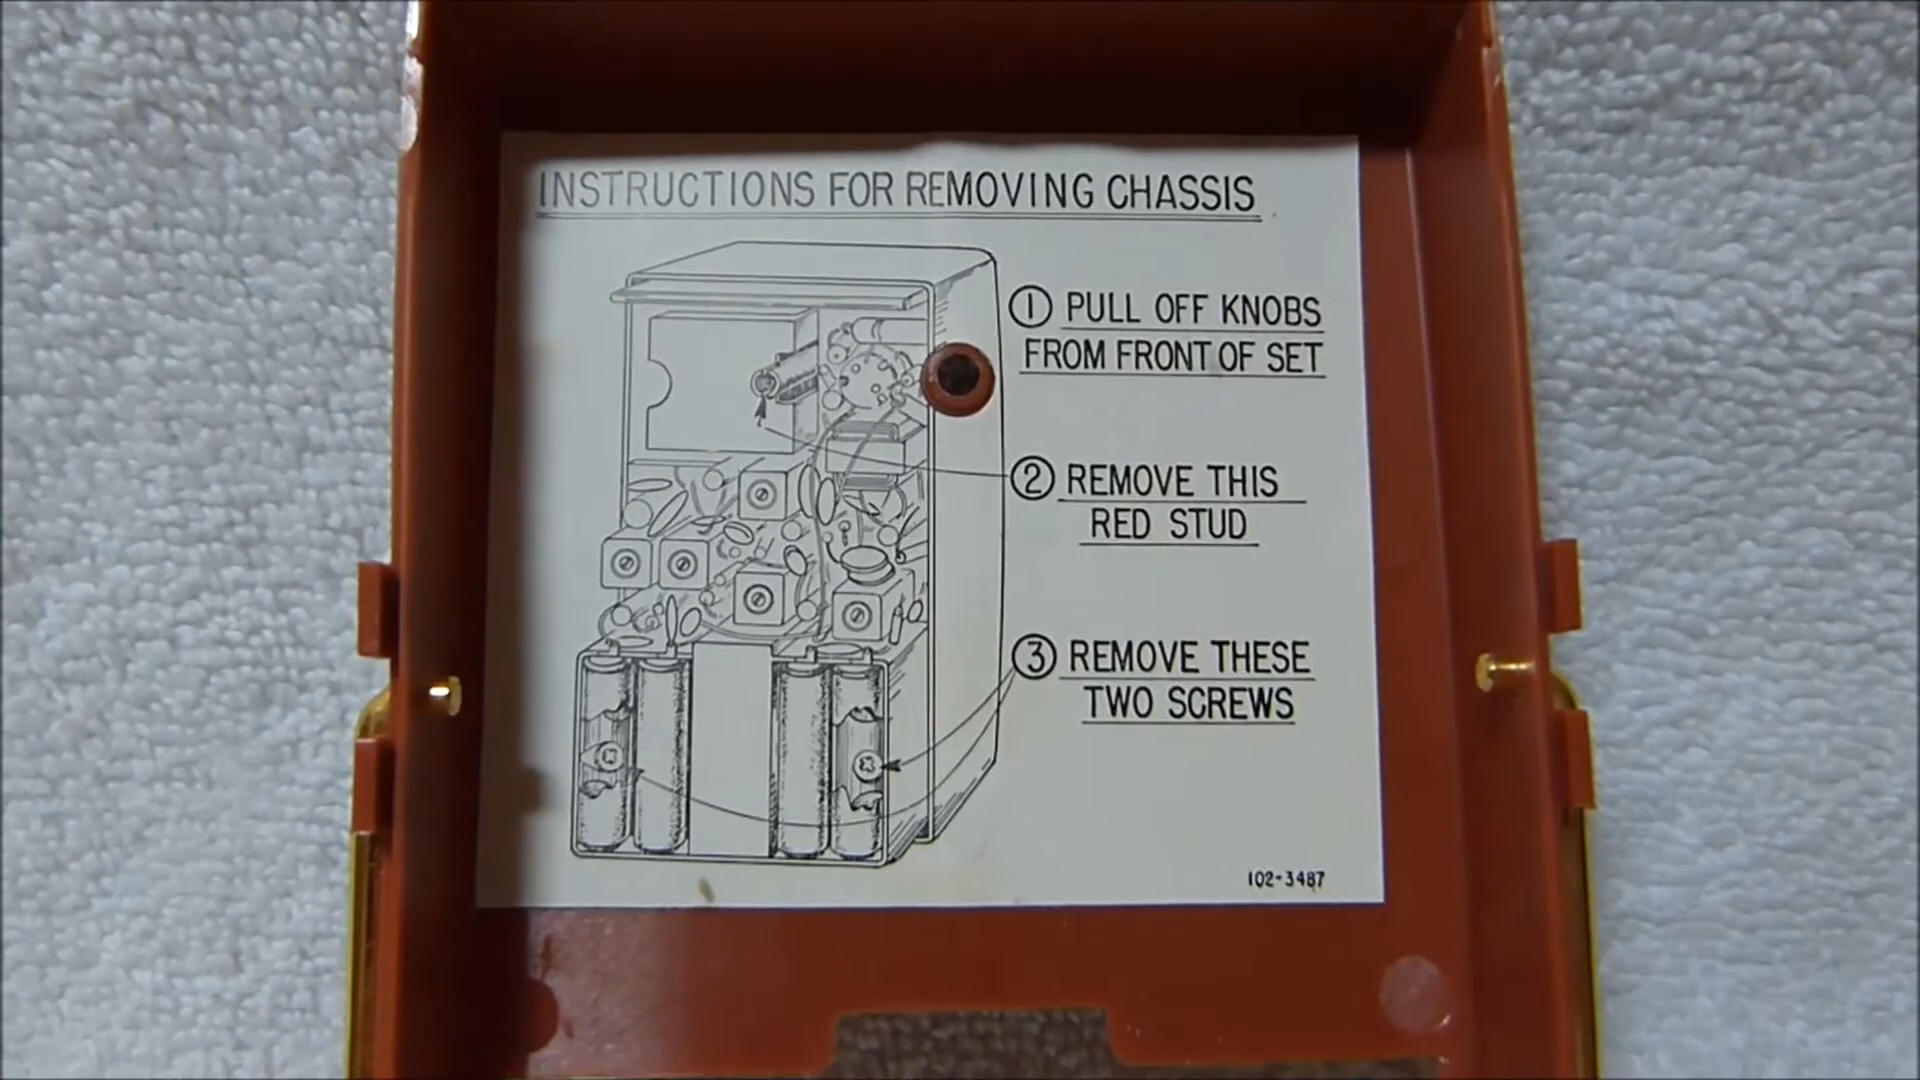 INSTRUCTIONS FOR REMOVING CHASSIS
① PULL OFF KNOBS
FROM FRONT OF SET
② REMOVE THIS
RED STUD
③ REMOVE THESE
TWO SCREWS
102-3487